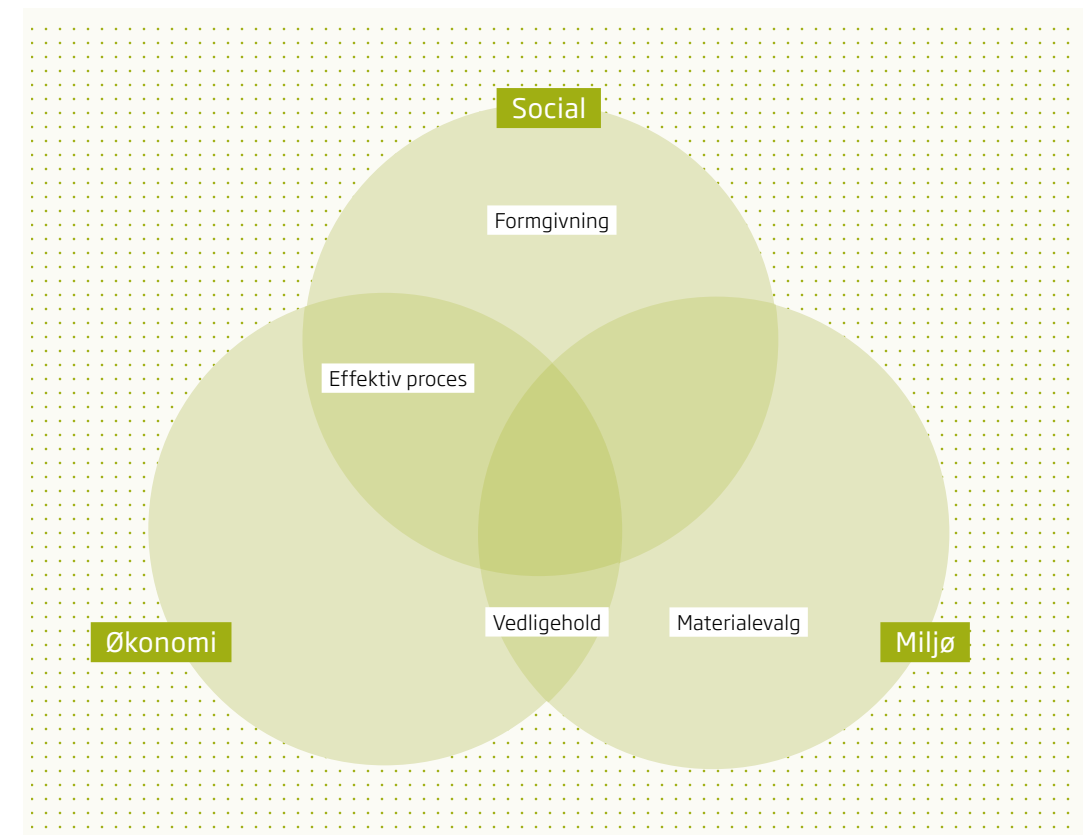 Social
Formgivning
Effektiv proces
Vedligehold
Materialevalg
Økonomi
Miljø